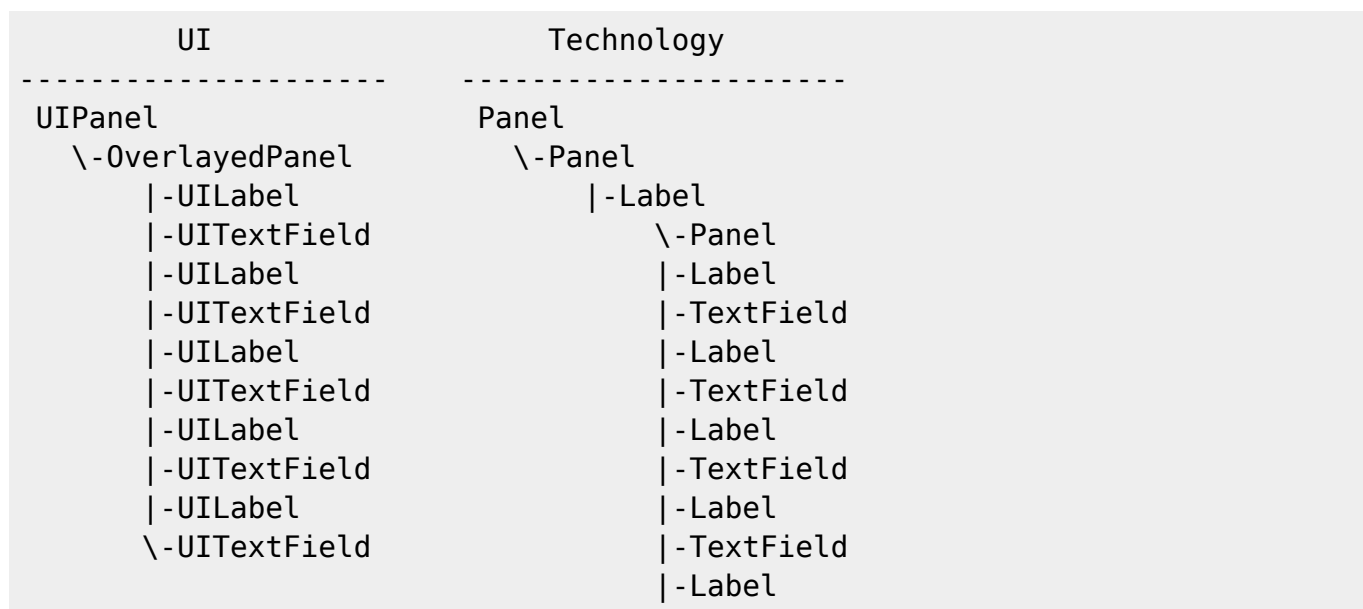 UI                       Technology
---------------------     ----------------------
 UIPanel                      Panel
   \-OverlayedPanel             \-Panel
       |-UILabel                    |-Label
       |-UITextField                    \-Panel
       |-UILabel                        |-Label
       |-UITextField                    |-TextField
       |-UILabel                        |-Label
       |-UITextField                    |-TextField
       |-UILabel                        |-Label
       |-UITextField                    |-TextField
       |-UILabel                        |-Label
       \-UITextField                    |-TextField
                                        |-Label